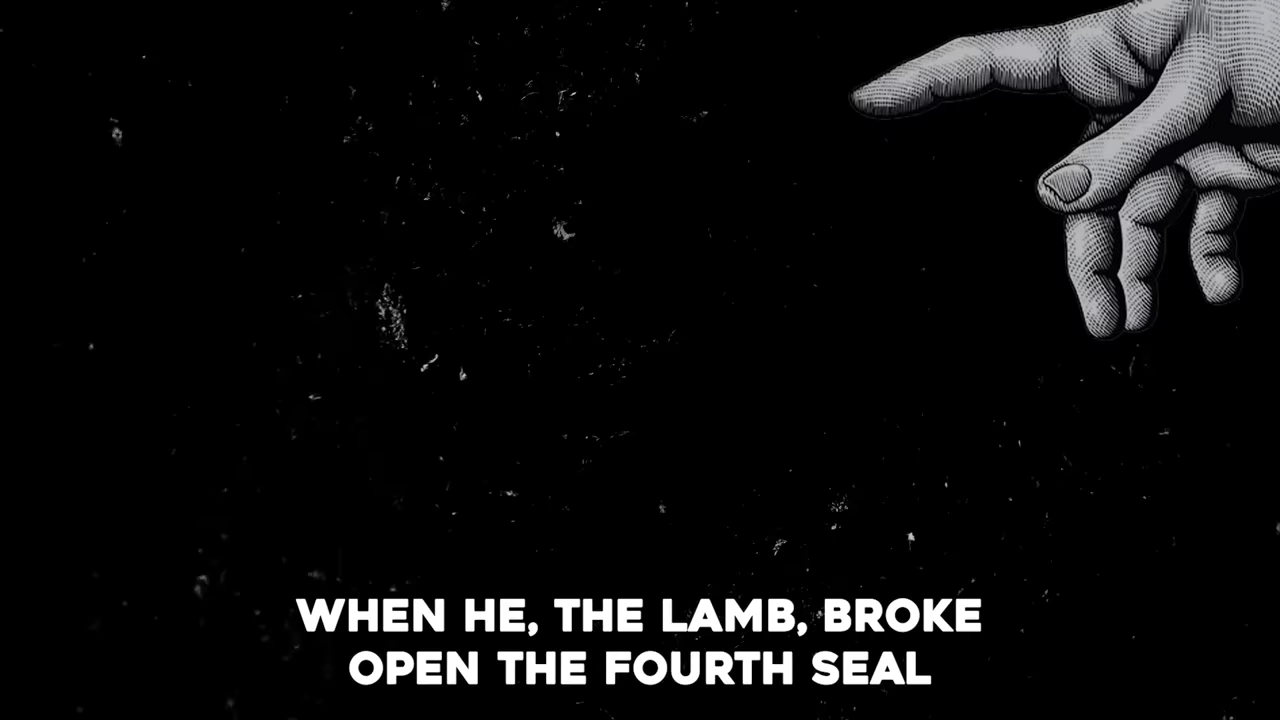 WHEN HE, THE LAMB, BROKE
OPEN THE FOURTH SEAL